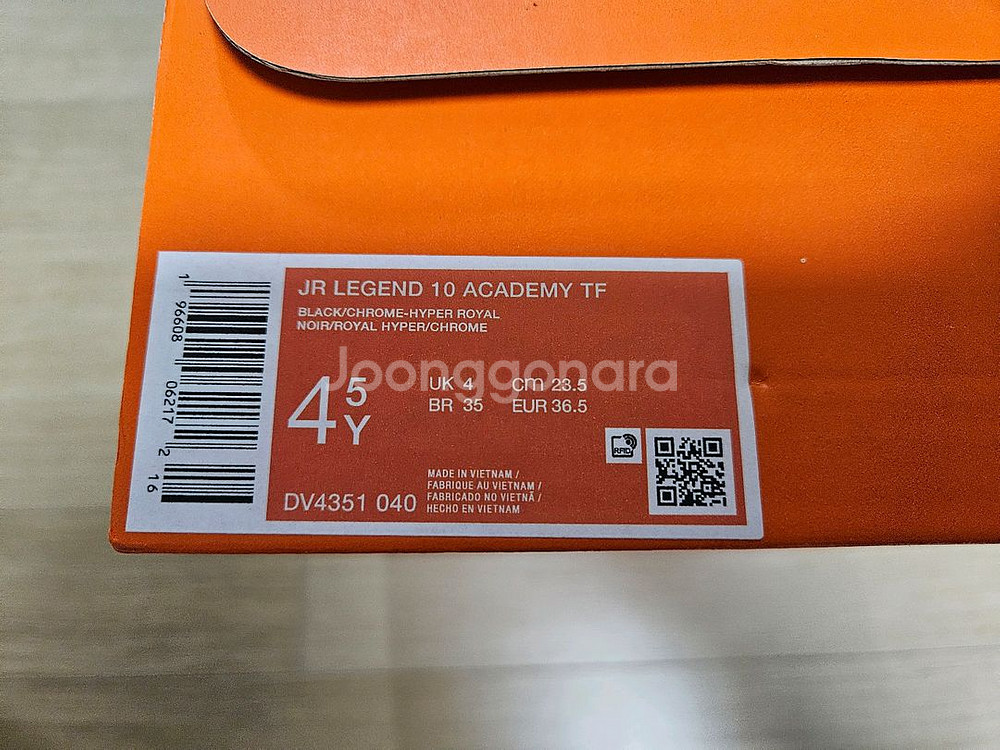 JR LEGEND 10 ACADEMY TF
BLACK/CHROME-HYPER ROYAL
NOIR/ROYAL HYPER/CHROME
Joonggonara
4 5Y
UK 4 cm 23.5
BR 35 EUR 36.5
RFID
MADE IN VIETNAM /
FABRIQUE AU VIETNAM /
FABRICADO NO VIETNÃ /
HECHO EN VIETNAM
DV4351 040
1 96608 06217 2 16